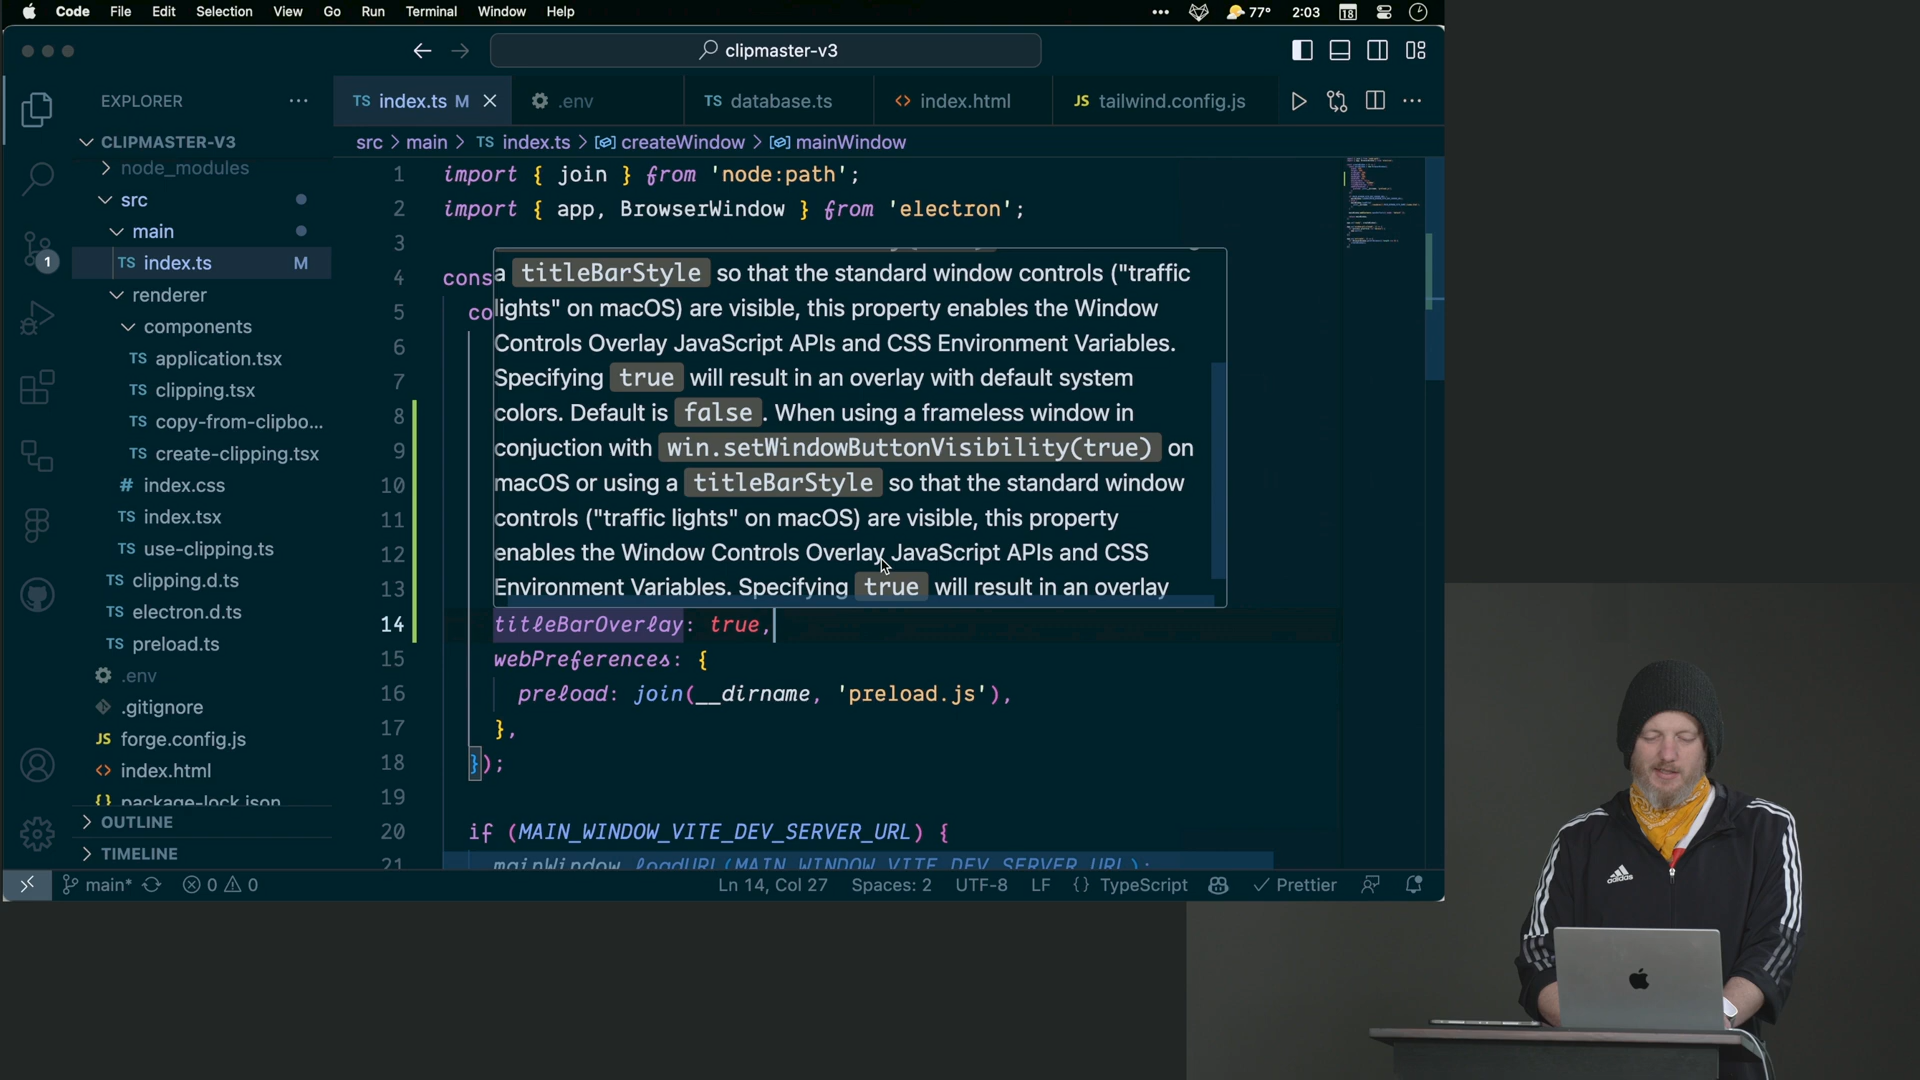 Code File Edit Selection View Go Run Terminal Window Help
77° 2:03 18
clipmaster-v3
EXPLORER
TS index.ts M
.env
TS database.ts
<> index.html
JS tailwind.config.js
src > main > TS index.ts > createWindow > mainWindow
CLIPMASTER-V3
node_modules
src
main
TS index.ts M
renderer
components
TS application.tsx
TS clipping.tsx
TS copy-from-clipbo...
TS create-clipping.tsx
# index.css
TS index.tsx
TS use-clipping.ts
TS clipping.d.ts
TS electron.d.ts
TS preload.ts
.env
.gitignore
JS forge.config.js
<> index.html
{} package-lock.json
OUTLINE
TIMELINE
1
1 import { join } from 'node:path';
2 import { app, BrowserWindow } from 'electron';
3
4 cons
5 co
6
7
8
9
10
11
12
13
a titleBarStyle so that the standard window controls ("traffic
lights" on macOS) are visible, this property enables the Window
Controls Overlay JavaScript APIs and CSS Environment Variables.
Specifying true will result in an overlay with default system
colors. Default is false. When using a frameless window in
conjuction with win.setWindowButtonVisibility(true) on
macOS or using a titleBarStyle so that the standard window
controls ("traffic lights" on macOS) are visible, this property
enables the Window Controls Overlay JavaScript APIs and CSS
Environment Variables. Specifying true will result in an overlay
14 titleBarOverlay: true,
15 webPreferences: {
16 preload: join(__dirname, 'preload.js'),
17 },
18 });
19
20 if (MAIN_WINDOW_VITE_DEV_SERVER_URL) {
21 mainWindow.loadURL(MAIN_WINDOW_VITE_DEV_SERVER_URL);
main* 0 0 Ln 14, Col 27 Spaces: 2 UTF-8 LF {} TypeScript Prettier
adidas